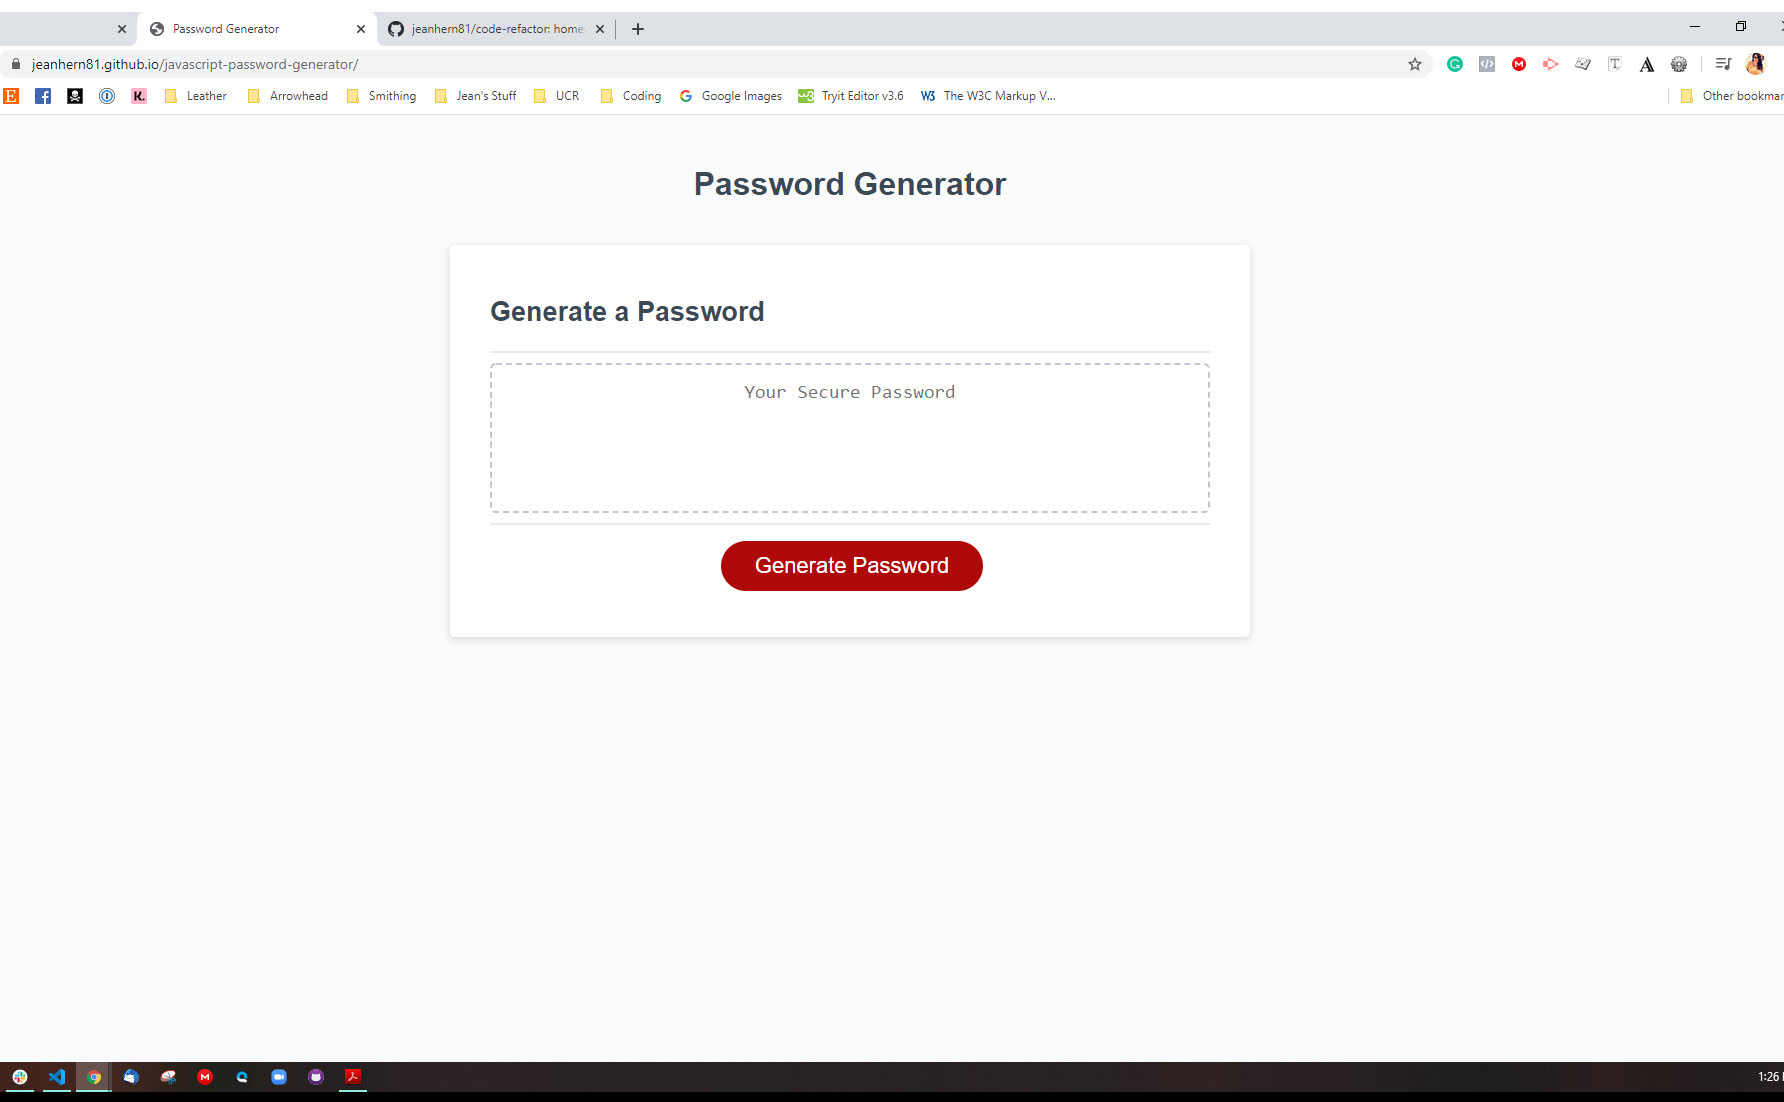 Password Generator
jeanhern81/code-refactor: home
jeanhern81.github.io/javascript-password-generator/
K. Leather Arrowhead Smithing Jean's Stuff UCR Coding Google Images Tryit Editor v3.6 W3 The W3C Markup V... Other bookmar
Password Generator
Generate a Password
Your Secure Password
Generate Password
1:26